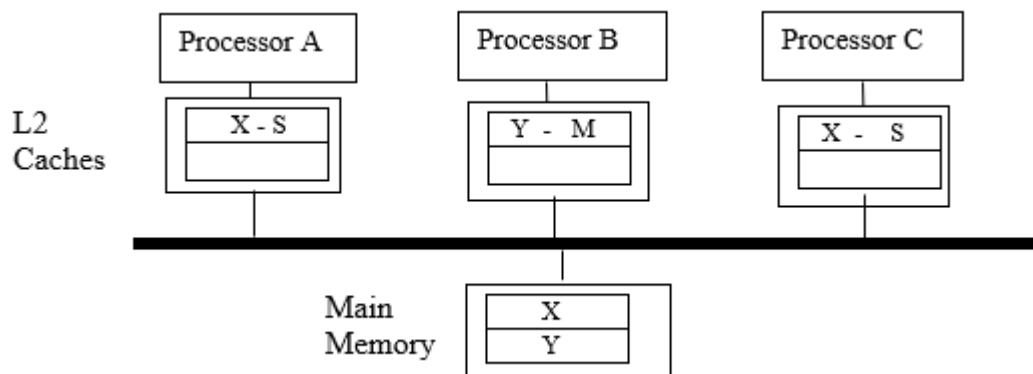 Processor A
Processor B
Processor C
L2
Caches
X - S
Y - M
X - S
Main
Memory
X
Y